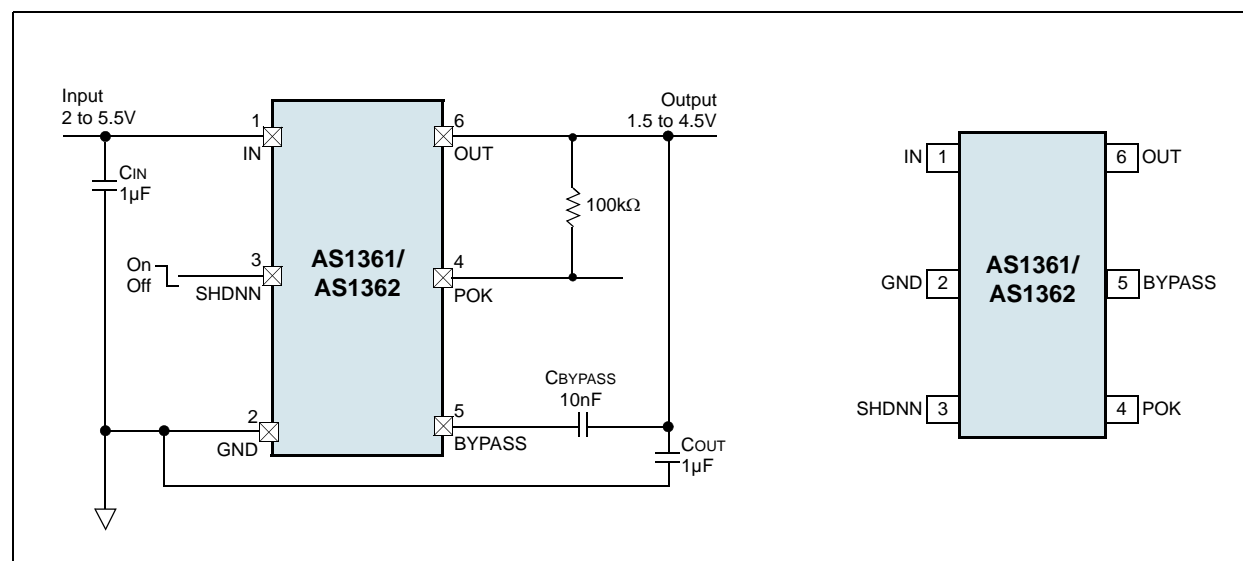 Input
2 to 5.5V
Output
1.5 to 4.5V
1
IN
6
OUT
CIN
1µF
100kΩ
On
Off
3
SHDNN
AS1361/
AS1362
4
POK
CBYPASS
10nF
2
GND
5
BYPASS
COUT
1µF
IN 1
6 OUT
GND 2
AS1361/
AS1362
5 BYPASS
SHDNN 3
4 POK